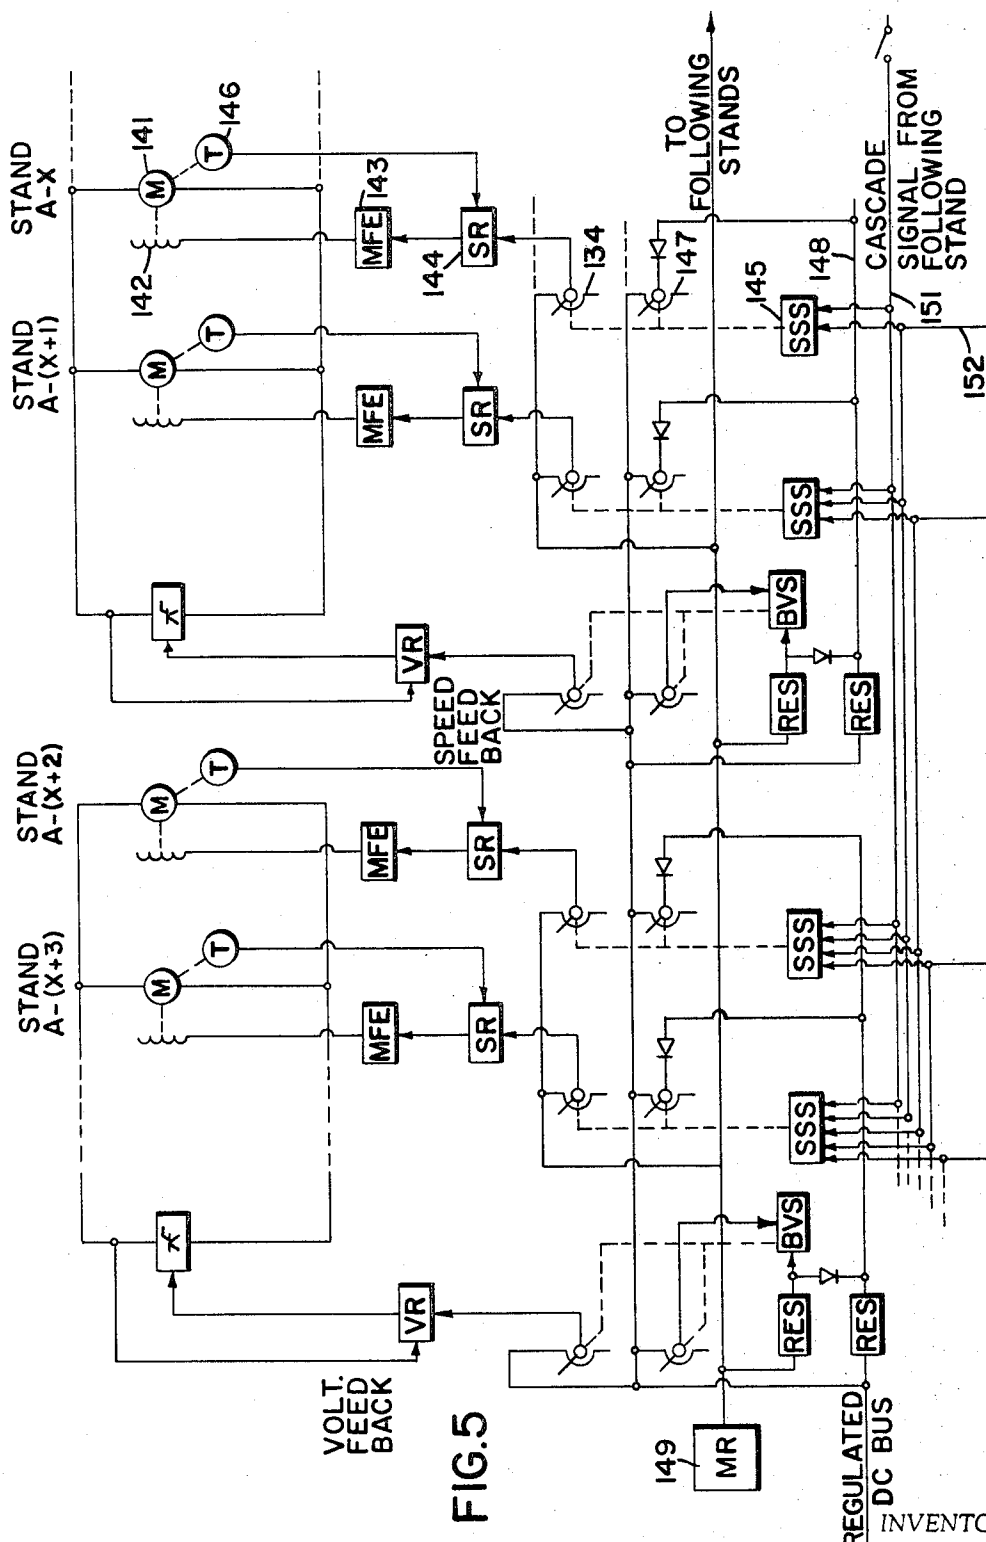 STAND
A-X
STAND
A-(X+1)
STAND
A-(X+2)
STAND
A-(X+3)
141
M
T
146
142
MFE
143
144
SR
134
147
145
SSS
148
TO
FOLLOWING
STANDS
CASCADE
SIGNAL FROM
FOLLOWING
STAND
151
152
M
T
MFE
SR
SSS
VR
SPEED
FEED
BACK
BVS
RES
RES
M
T
MFE
SR
SSS
M
T
MFE
SR
SSS
VR
VOLT.
FEED
BACK
BVS
RES
RES
149
MR
REGULATED
DC BUS
FIG.5
INVENTO